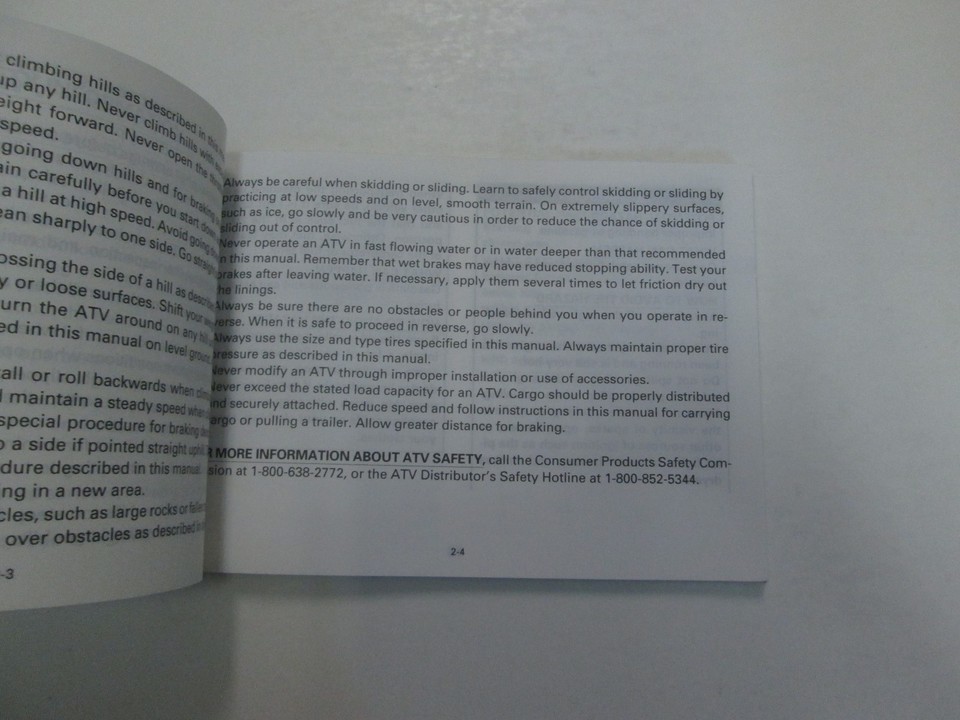 climbing hills as described in this
up any hill. Never climb hills with
eight forward. Never open the
speed.
going down hills and for braking
ain carefully before you start down
a hill at high speed. Avoid going
ean sharply to one side. Go straight
ossing the side of a hill as
y or loose surfaces. Shift your
urn the ATV around on any hill
ed in this manual on level ground
tall or roll backwards when
maintain a steady speed when
special procedure for braking
o a side if pointed straight uphill
dure described in this manual.
ing in a new area.
cles, such as large rocks or fallen
over obstacles as described in
-3
Always be careful when skidding or sliding. Learn to safely control skidding or sliding by
practicing at low speeds and on level, smooth terrain. On extremely slippery surfaces,
such as ice, go slowly and be very cautious in order to reduce the chance of skidding or
sliding out of control.
Never operate an ATV in fast flowing water or in water deeper than that recommended
n this manual. Remember that wet brakes may have reduced stopping ability. Test your
brakes after leaving water. If necessary, apply them several times to let friction dry out
he linings.
Always be sure there are no obstacles or people behind you when you operate in re-
verse. When it is safe to proceed in reverse, go slowly.
Always use the size and type tires specified in this manual. Always maintain proper tire
pressure as described in this manual.
Never modify an ATV through improper installation or use of accessories.
Never exceed the stated load capacity for an ATV. Cargo should be properly distributed
and securely attached. Reduce speed and follow instructions in this manual for carrying
argo or pulling a trailer. Allow greater distance for braking.
R MORE INFORMATION ABOUT ATV SAFETY, call the Consumer Products Safety Com-
sion at 1-800-638-2772, or the ATV Distributor's Safety Hotline at 1-800-852-5344.
2-4